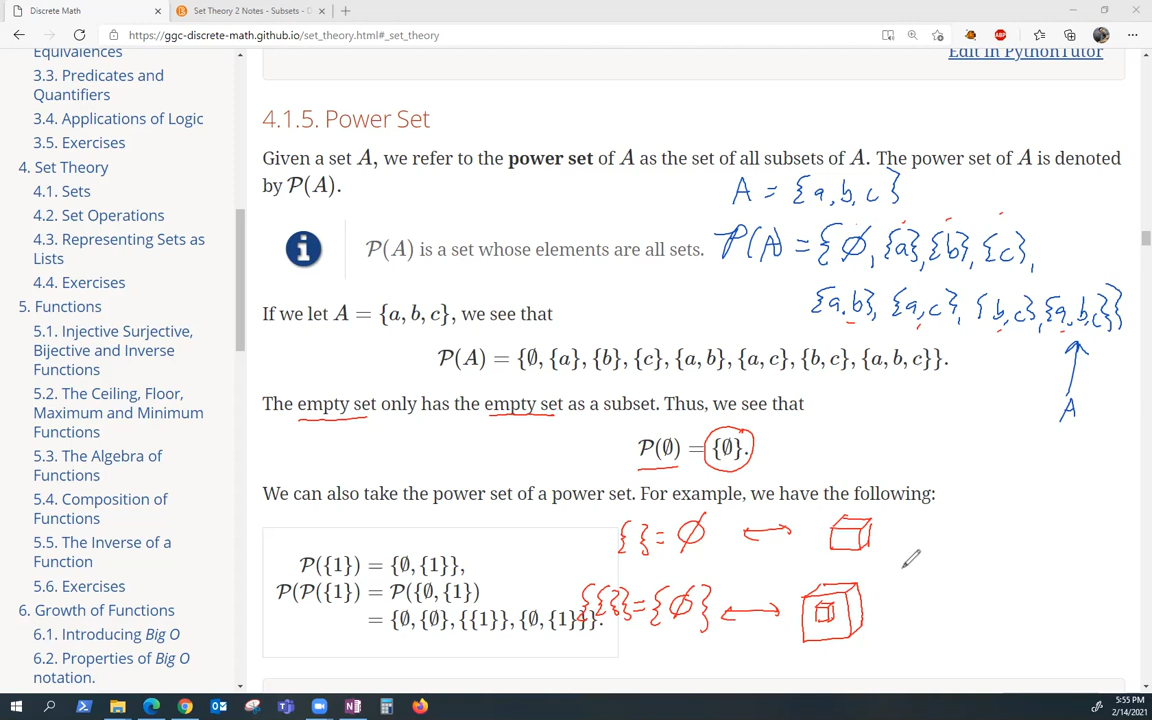 Discrete Math
Set Theory 2 Notes - Subsets - D
https://ggc-discrete-math.github.io/set_theory.html#_set_theory
Equivalences
3.3. Predicates and
Quantifiers
3.4. Applications of Logic
3.5. Exercises
4. Set Theory
4.1. Sets
4.2. Set Operations
4.3. Representing Sets as
Lists
4.4. Exercises
5. Functions
5.1. Injective Surjective,
Bijective and Inverse
Functions
5.2. The Ceiling, Floor,
Maximum and Minimum
Functions
5.3. The Algebra of
Functions
5.4. Composition of
Functions
5.5. The Inverse of a
Function
5.6. Exercises
6. Growth of Functions
6.1. Introducing Big O
6.2. Properties of Big O
notation.
Edit in PythonTutor
4.1.5. Power Set
Given a set A, we refer to the power set of A as the set of all subsets of A. The power set of A is denoted
by P(A).
A = {a, b, c}
P(A) is a set whose elements are all sets.
P(A) = {∅, {a}, {b}, {c},
{a, b}, {a, c}, {b, c}, {a, b, c}}
A
If we let A = {a, b, c}, we see that
P(A) = {∅, {a}, {b}, {c}, {a, b}, {a, c}, {b, c}, {a, b, c}}.
The empty set only has the empty set as a subset. Thus, we see that
P(∅) = {∅}.
We can also take the power set of a power set. For example, we have the following:
{ } = ∅ ↔
P({1}) = {∅, {1}},
P(P({1}) = P({∅, {1})
= {∅, {∅}, {{1}}, {∅, {1}}}.
{{ }} = {∅} ↔
5:55 PM
2/14/2021